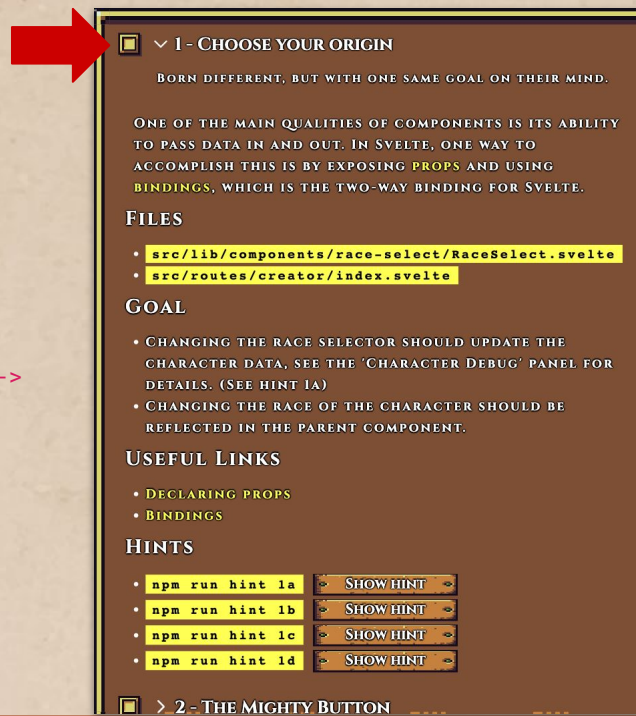 1 - Choose your origin
Born different, but with one same goal on their mind.
One of the main qualities of components is its ability
to pass data in and out. In Svelte, one way to
accomplish this is by exposing props and using
bindings, which is the two-way binding for Svelte.
Files
• src/lib/components/race-select/RaceSelect.svelte
• src/routes/creator/index.svelte
Goal
• Changing the race selector should update the
character data, see the 'Character Debug' panel for
details. (See hint 1a)
• Changing the race of the character should be
reflected in the parent component.
->
Useful Links
• Declaring props
• Bindings
Hints
• npm run hint 1a Show hint
• npm run hint 1b Show hint
• npm run hint 1c Show hint
• npm run hint 1d Show hint
2 - The Mighty Button